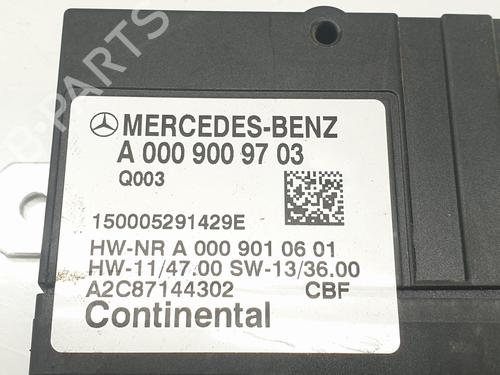 B-PARTS
MERCEDES-BENZ
A 000 900 97 03
Q003
150005291429E
HW-NR A 000 901 06 01
HW-11/47.00 SW-13/36.00
A2C87144302 CBF
Continental